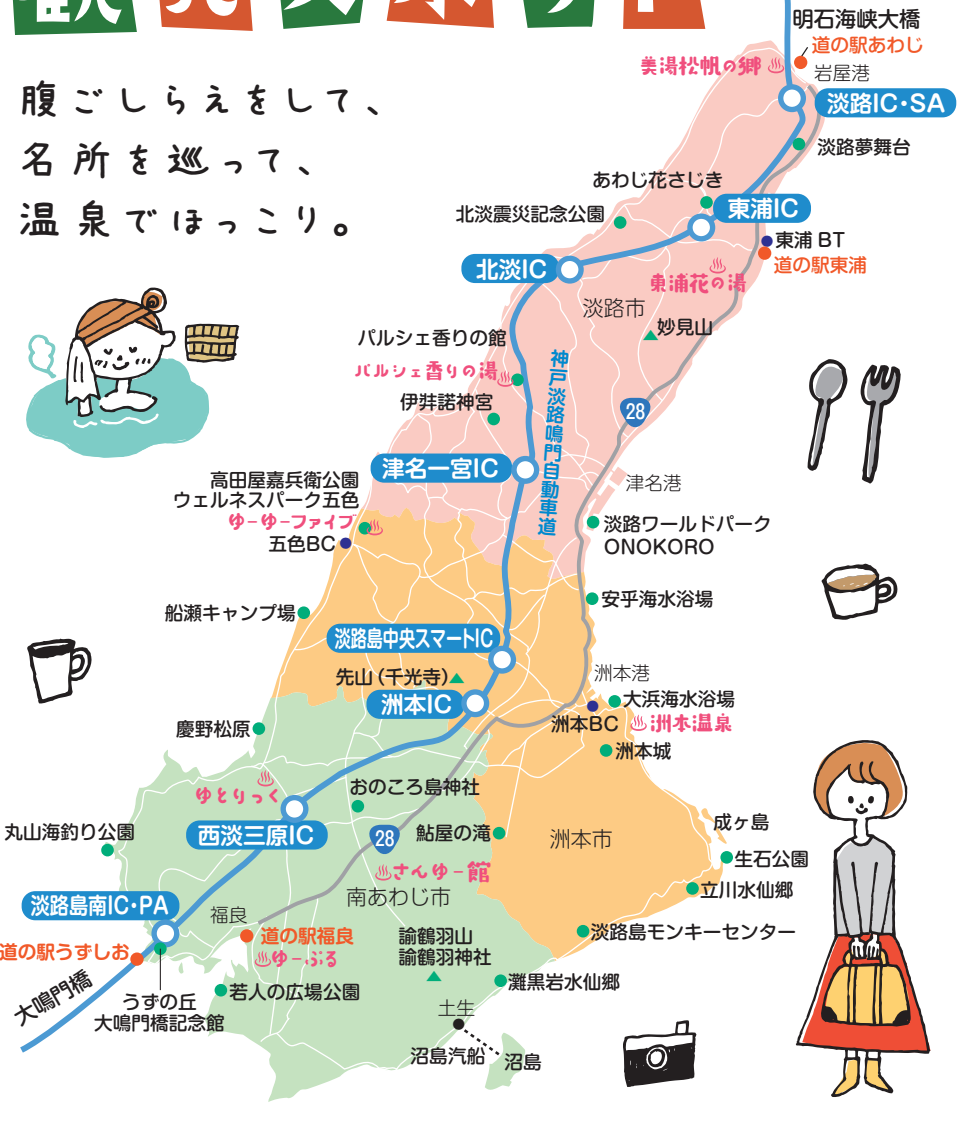 観光スポット
腹ごしらえをして、
名所を巡って、
温泉でほっこり。
明石海峡大橋
道の駅あわじ
美湯松帆の郷
岩屋港
淡路IC・SA
淡路夢舞台
あわじ花さじき
東浦IC
北淡震災記念公園
東浦 BT
道の駅東浦
北淡IC
東浦花の湯
淡路市
妙見山
パルシェ香りの館
パルシェ香りの湯
神戸淡路鳴門自動車道
伊弉諾神宮
28
津名一宮IC
高田屋嘉兵衛公園
ウェルネスパーク五色
ゆーゆーファイブ
五色BC
津名港
淡路ワールドパーク
ONOKORO
安乎海水浴場
船瀬キャンプ場
淡路島中央スマートIC
先山(千光寺)
洲本IC
洲本港
大浜海水浴場
洲本BC
洲本温泉
洲本城
慶野松原
ゆとりっく
おのころ島神社
西淡三原IC
28
鮎屋の滝
洲本市
丸山海釣り公園
成ヶ島
生石公園
さんゆー館
南あわじ市
立川水仙郷
淡路島南IC・PA
福良
道の駅福良
ゆーぷる
諭鶴羽山
諭鶴羽神社
淡路島モンキーセンター
道の駅うずしお
大鳴門橋
うずの丘
大鳴門橋記念館
若人の広場公園
灘黒岩水仙郷
土生
沼島汽船
沼島